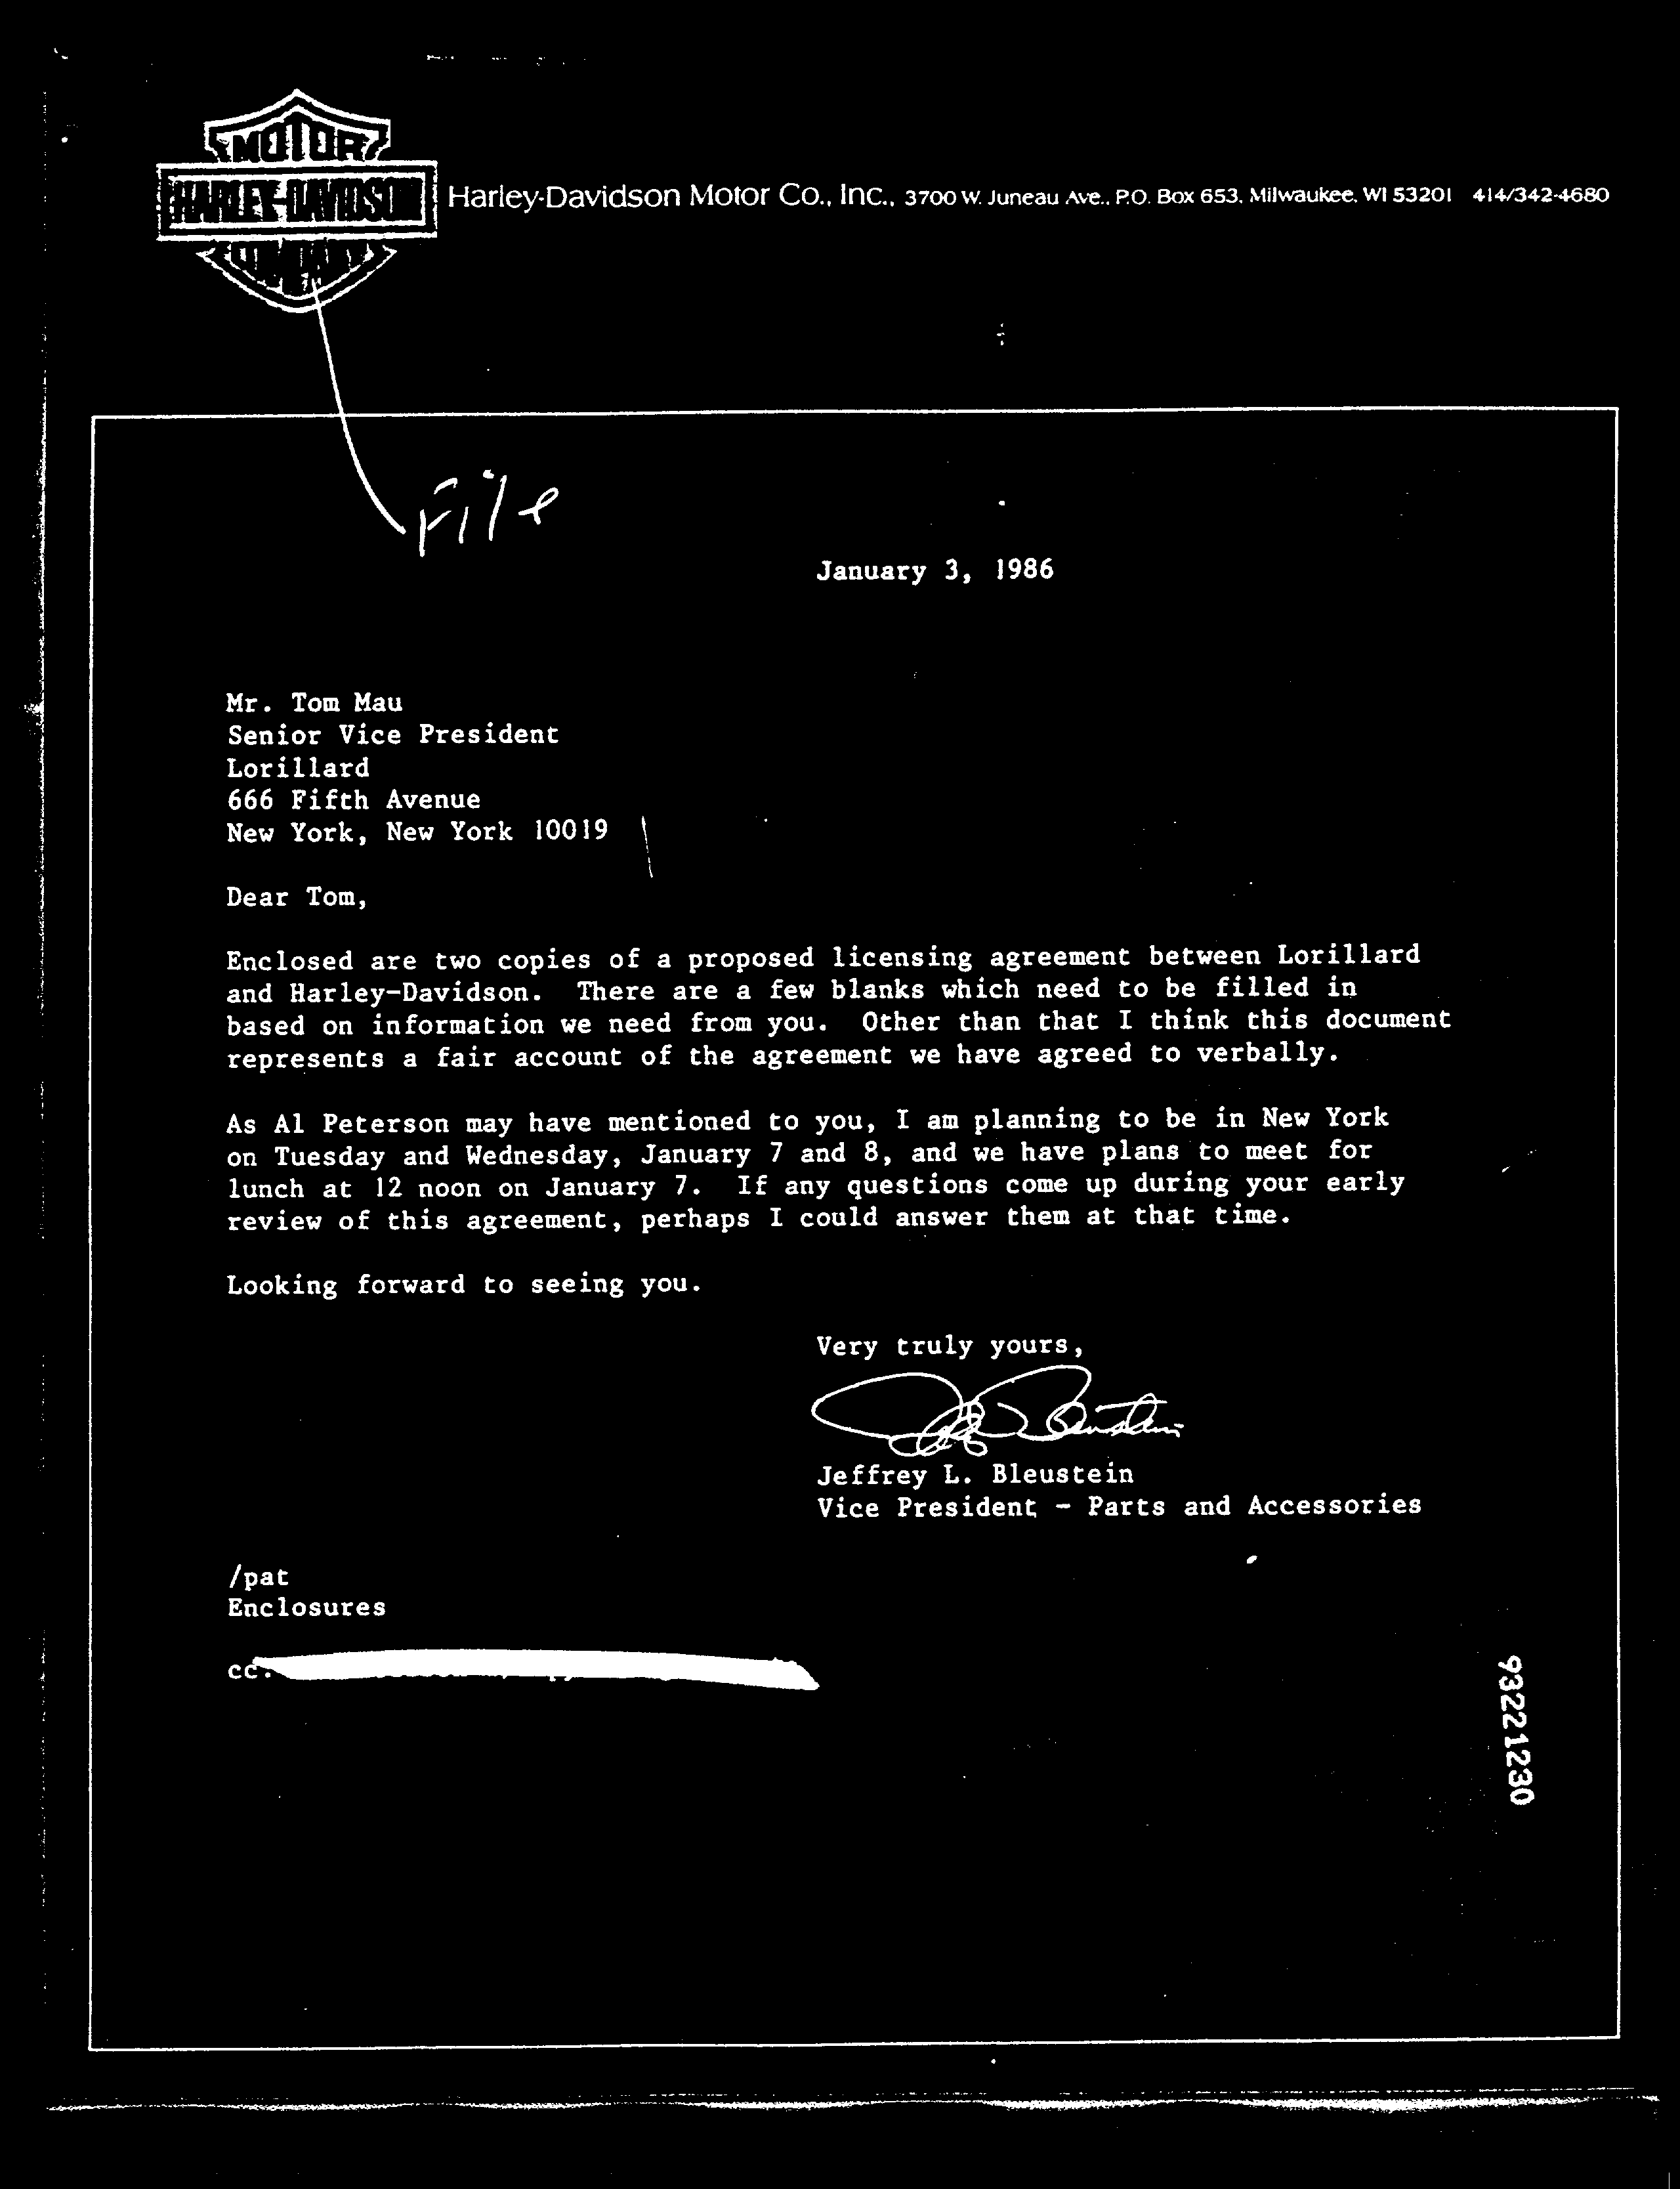 MOTOR
HARLEY-DAVIDSON
COMPANY
Harley-Davidson Motor Co., Inc., 3700 W. Juneau Ave., P.O. Box 653, Milwaukee, WI 53201 414/342-4680
File
January 3, 1986
Mr. Tom Mau
Senior Vice President
Lorillard
666 Fifth Avenue
New York, New York 10019
Dear Tom,
Enclosed are two copies of a proposed licensing agreement between Lorillard
and Harley-Davidson. There are a few blanks which need to be filled in
based on information we need from you. Other than that I think this document
represents a fair account of the agreement we have agreed to verbally.
As Al Peterson may have mentioned to you, I am planning to be in New York
on Tuesday and Wednesday, January 7 and 8, and we have plans to meet for
lunch at 12 noon on January 7. If any questions come up during your early
review of this agreement, perhaps I could answer them at that time.
Looking forward to seeing you.
Very truly yours,
Jeffrey L. Bleustein
Vice President - Parts and Accessories
/pat
Enclosures
cc:
93221230